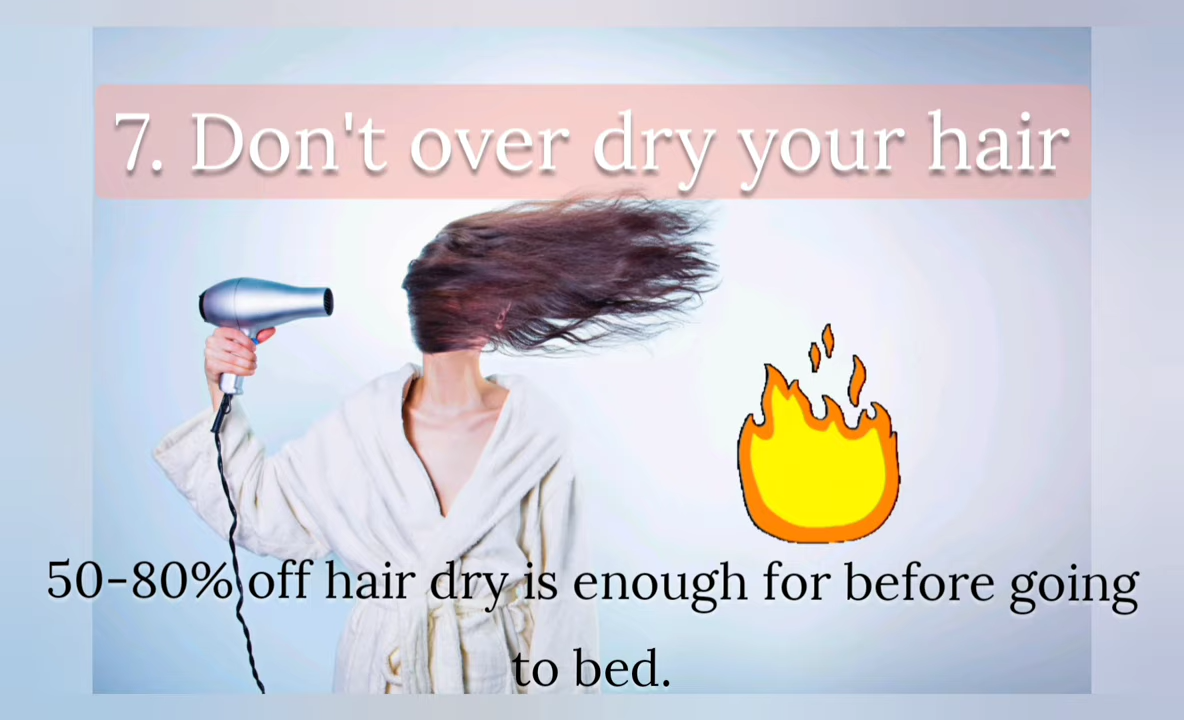 7. Don't over dry your hair
50-80% off hair dry is enough for before going
to bed.